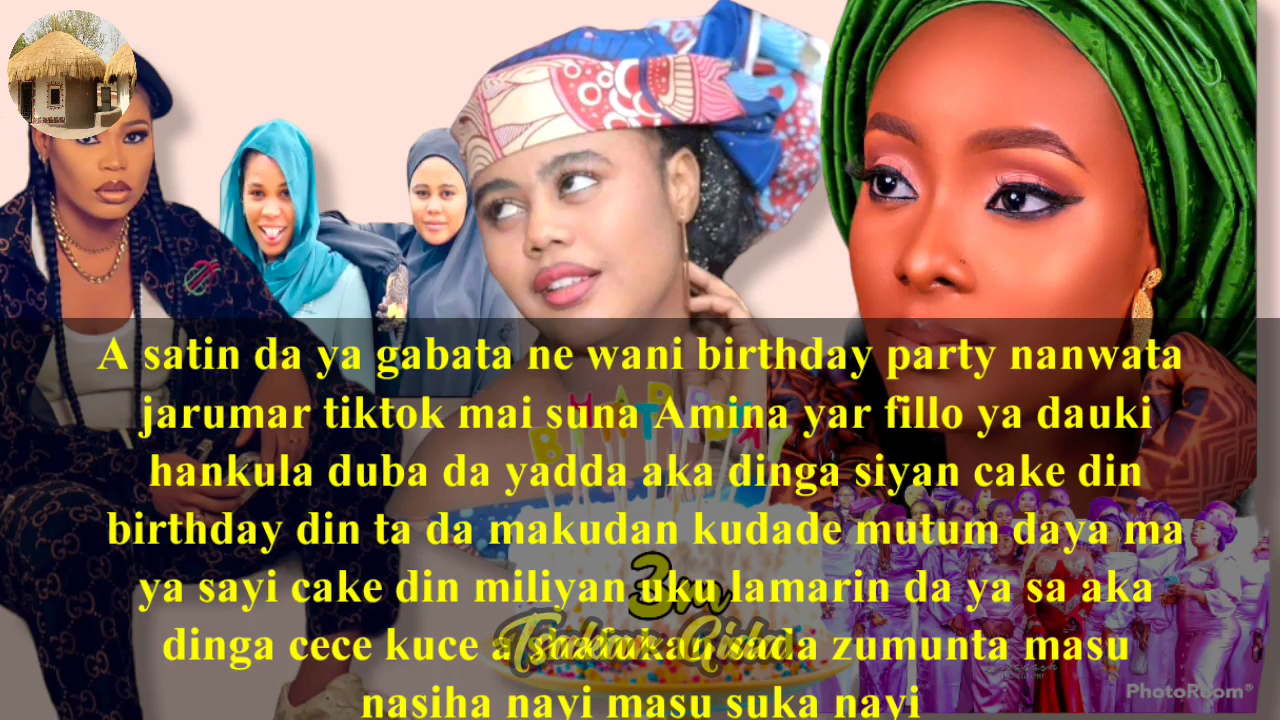 A satin da ya gabata ne wani birthday party nanwata
jarumar tiktok mai suna Amina yar fillo ya dauki
hankula duba da yadda aka dinga siyan cake din
birthday din ta da makudan kudade mutum daya ma
ya sayi cake din miliyan uku lamarin da ya sa aka
dinga cece kuce a shafukan sada zumunta masu
nasiha nayi masu suka nayi
HAPPY
BIRTHDAY
3m
PhotoRoom®